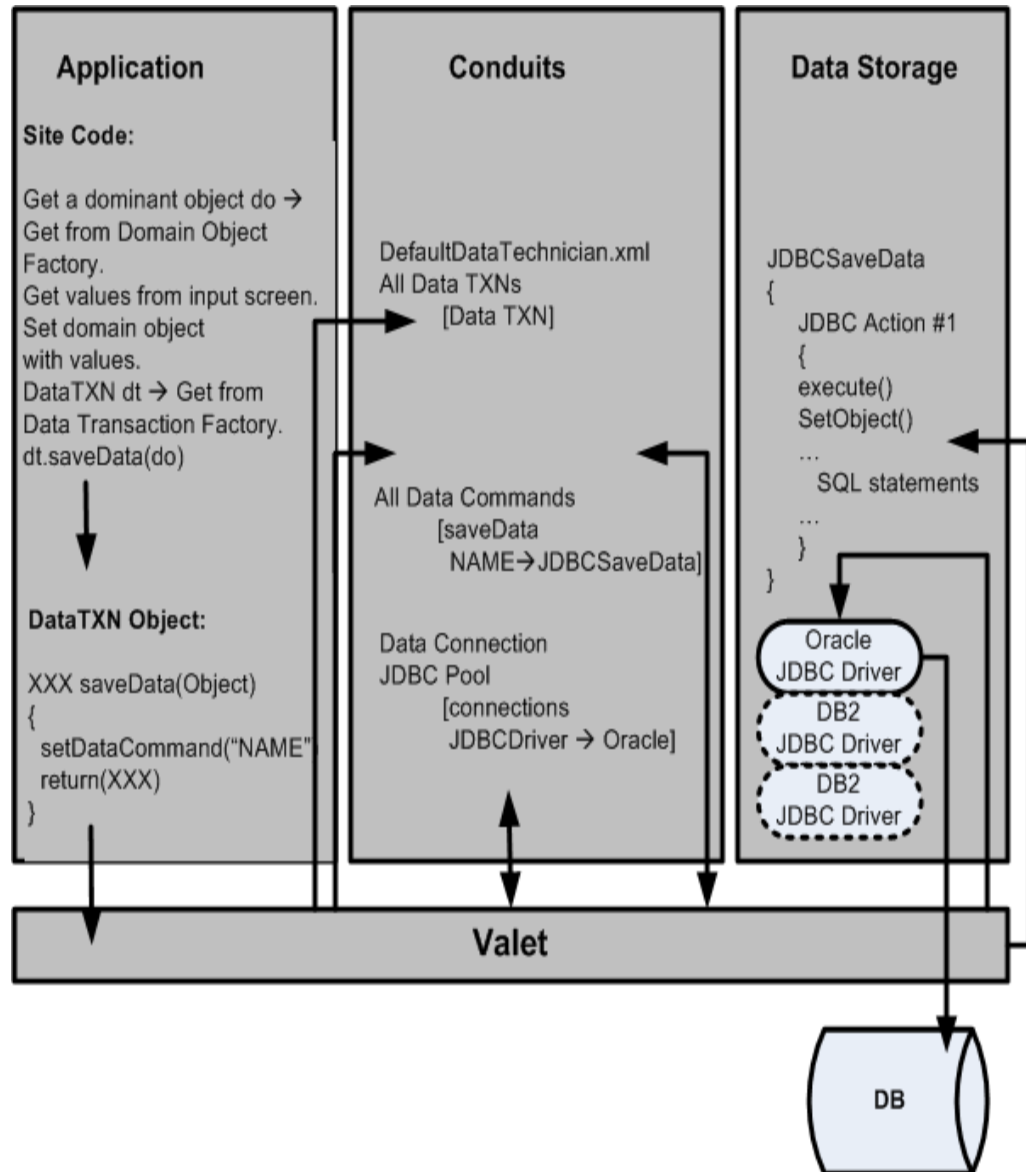 Application
Site Code:
Get a dominant object do →
Get from Domain Object
Factory.
Get values from input screen.
Set domain object
with values.
DataTXN dt → Get from
Data Transaction Factory.
dt.saveData(do)
DataTXN Object:
XXX saveData(Object)
{
setDataCommand(“NAME”
return(XXX)
}
Conduits
DefaultDataTechnician.xml
All Data TXNs
[Data TXN]
All Data Commands
[saveData
NAME→JDBCSaveData]
Data Connection
JDBC Pool
[connections
JDBCDriver → Oracle]
Data Storage
JDBCSaveData
{
JDBC Action #1
{
execute()
SetObject()
…
SQL statements
…
}
}
Oracle
JDBC Driver
DB2
JDBC Driver
DB2
JDBC Driver
Valet
DB